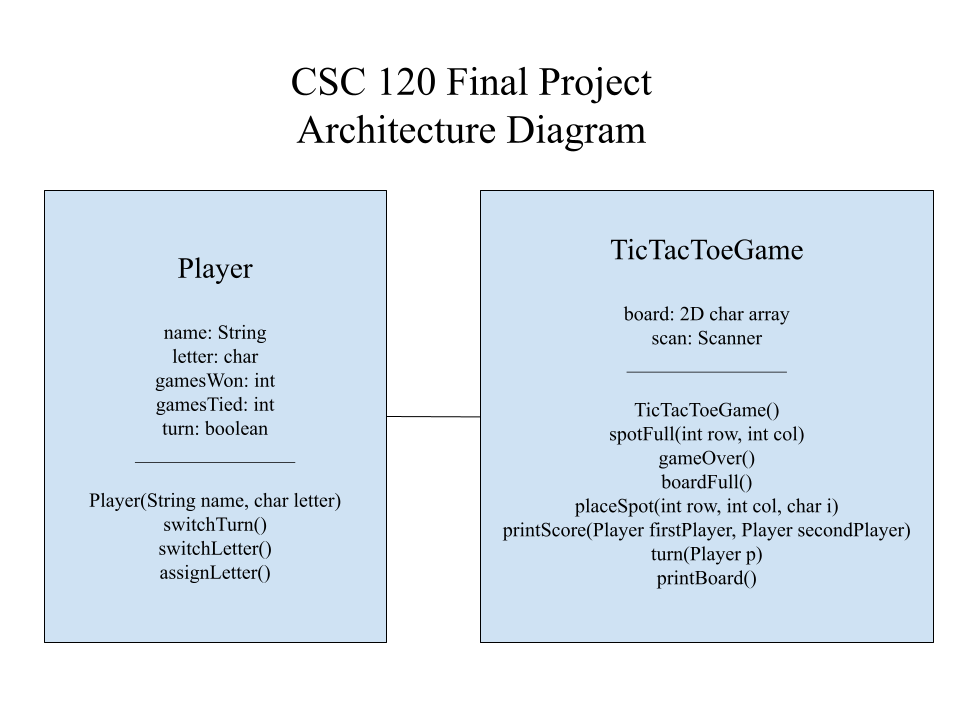 CSC 120 Final Project
Architecture Diagram
Player
name: String
letter: char
gamesWon: int
gamesTied: int
turn: boolean
Player(String name, char letter)
switchTurn()
switchLetter()
assignLetter()
TicTacToeGame
board: 2D char array
scan: Scanner
TicTacToeGame()
spotFull(int row, int col)
gameOver()
boardFull()
placeSpot(int row, int col, char i)
printScore(Player firstPlayer, Player secondPlayer)
turn(Player p)
printBoard()